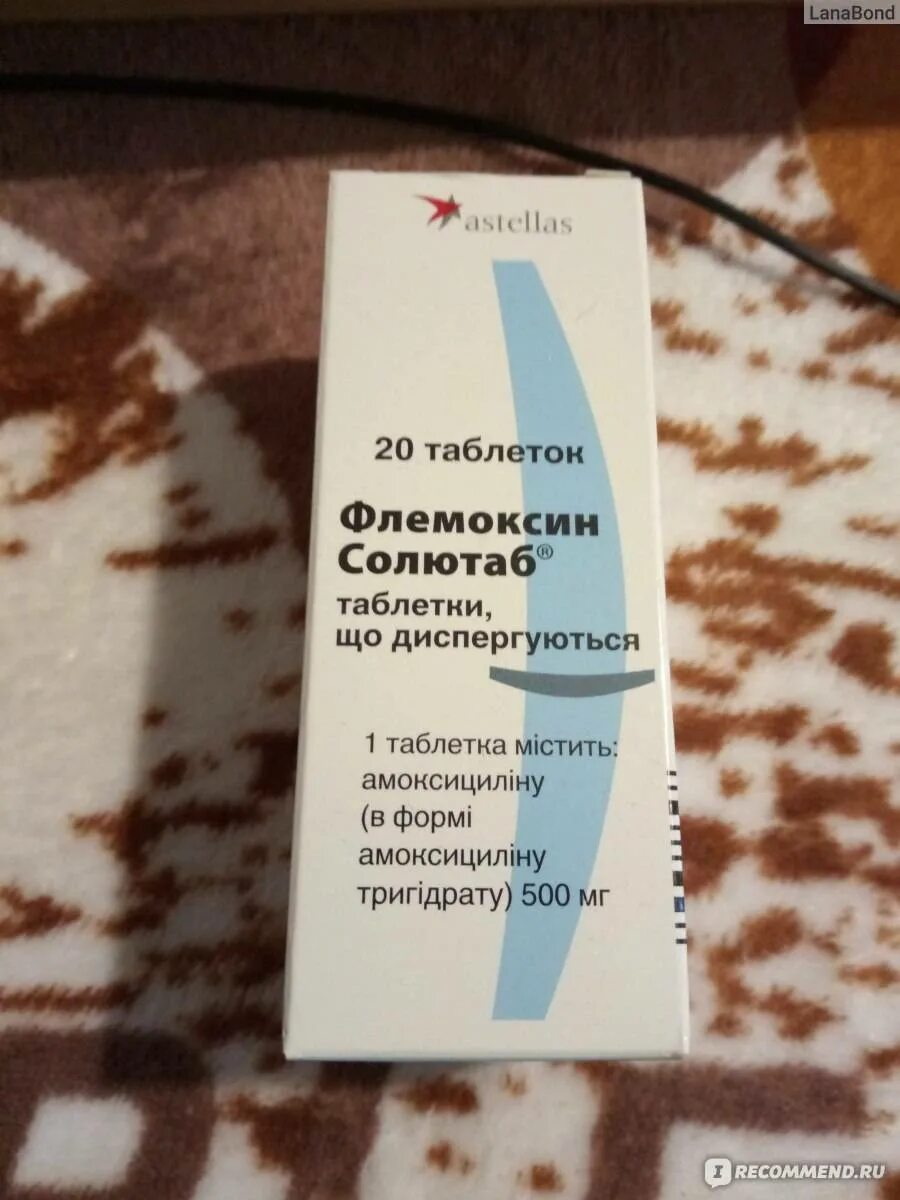 LanaBond
astellas
20 таблеток
Флемоксин
Солютаб®
таблетки,
що диспергуються
1 таблетка містить:
амоксициліну
(в формі
амоксициліну
тригідрату) 500 мг
I RECOMMEND.RU